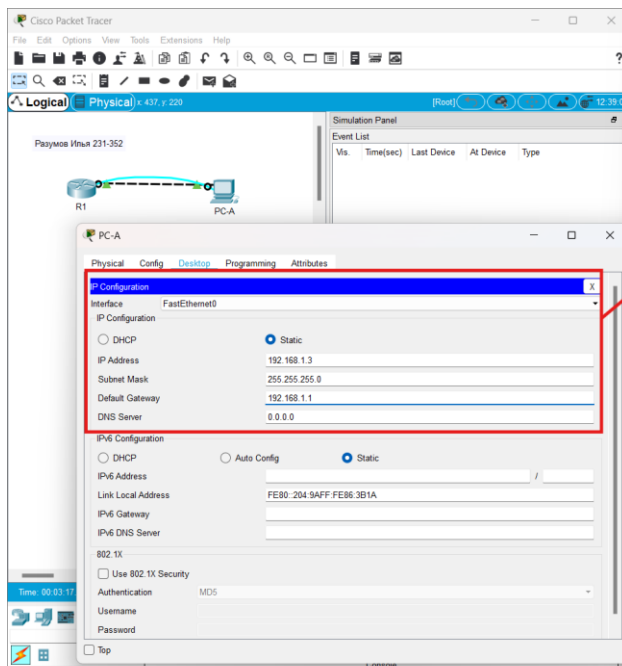 Cisco Packet Tracer
File Edit Options View Tools Extensions Help
?
Logical Physical x: 437, y: 220 [Root] 12:39:0
Simulation Panel
Event List
Vis. Time(sec) Last Device At Device Type
Разумов Илья 231-352
R1
PC-A
PC-A
Physical Config Desktop Programming Attributes
IP Configuration X
Interface FastEthernet0
IP Configuration
DHCP Static
IP Address 192.168.1.3
Subnet Mask 255.255.255.0
Default Gateway 192.168.1.1
DNS Server 0.0.0.0
IPv6 Configuration
DHCP Auto Config Static
IPv6 Address /
Link Local Address FE80::204:9AFF:FE86:3B1A
IPv6 Gateway
IPv6 DNS Server
802.1X
Use 802.1X Security
Time: 00:03:17
Authentication MD5
Username
Password
Top